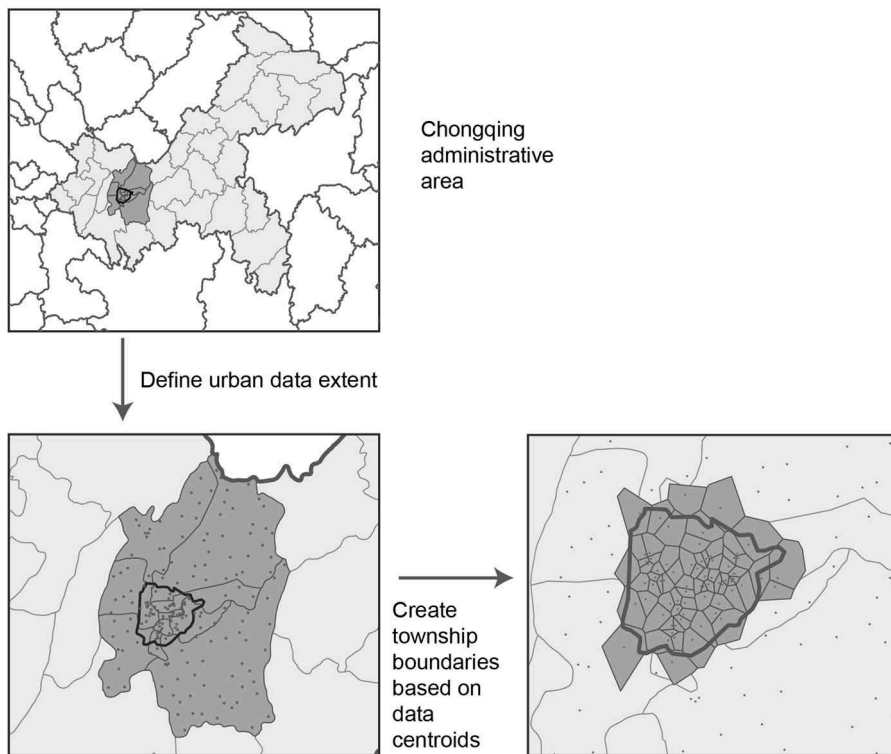 Chongqing
administrative
area
Define urban data extent
Create
township
boundaries
based on
data
centroids